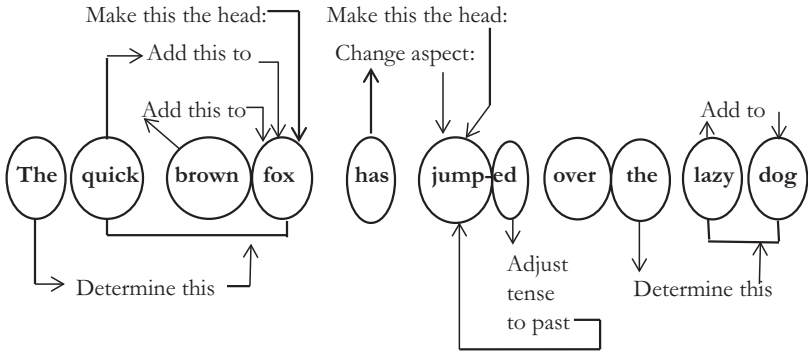 Make this the head: Make this the head:
Add this to Change aspect:
Add this to Add to
The quick brown fox has jump-ed over the lazy dog
Determine this Adjust Determine this
tense
to past